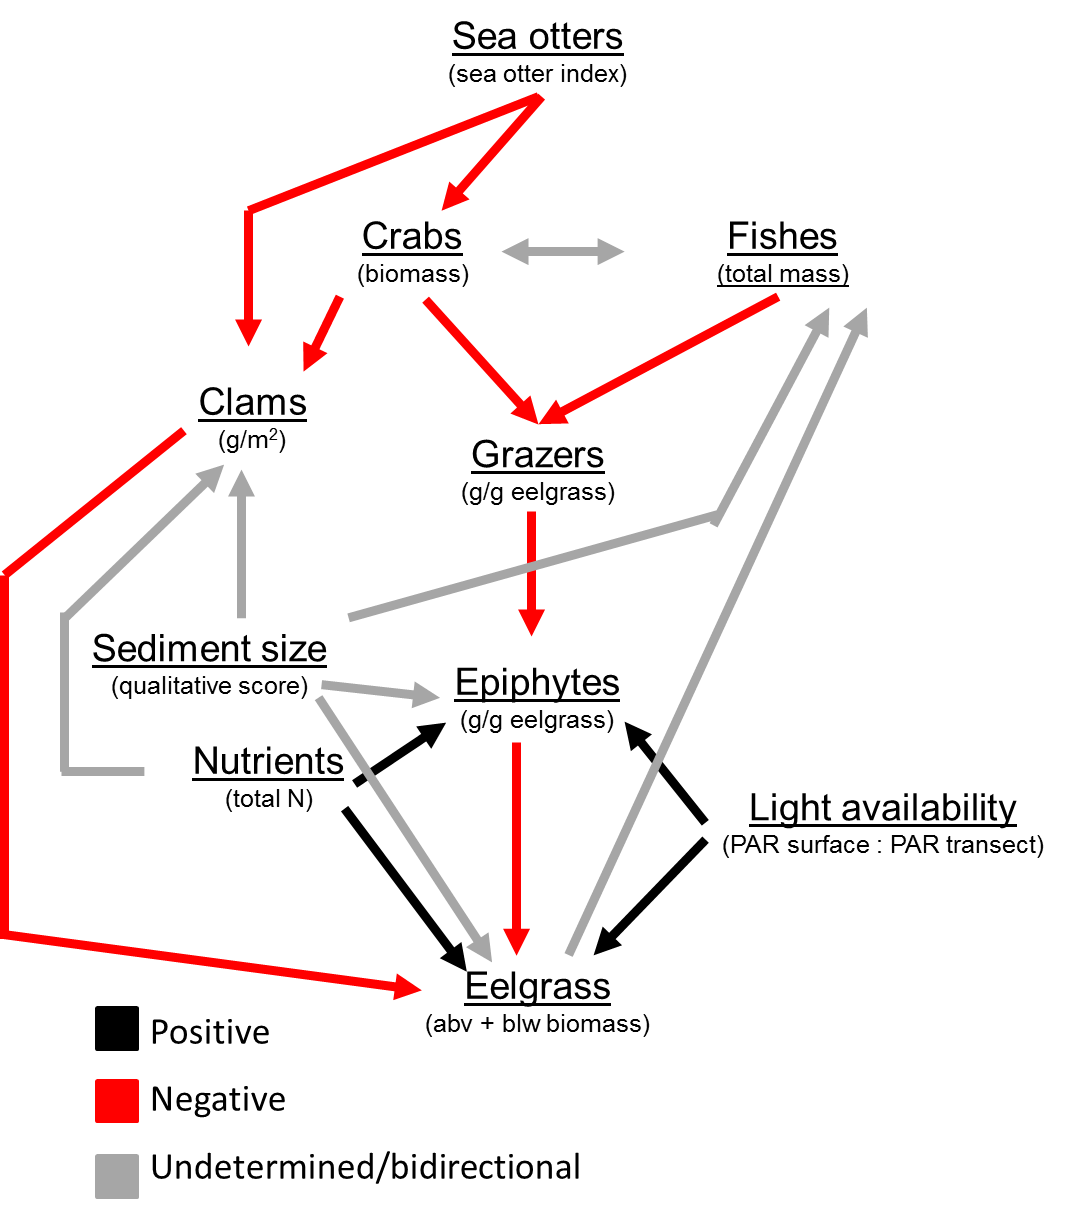 Sea otters
(sea otter index)
Crabs
(biomass)
Fishes
(total mass)
Clams
(g/m²)
Grazers
(g/g eelgrass)
Sediment size
(qualitative score)
Epiphytes
(g/g eelgrass)
Nutrients
(total N)
Light availability
(PAR surface : PAR transect)
Eelgrass
(abv + blw biomass)
Positive
Negative
Undetermined/bidirectional